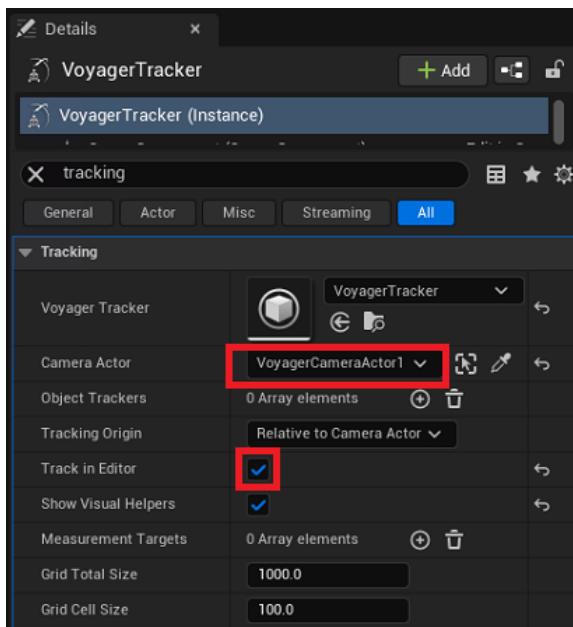 Details
VoyagerTracker
Add
VoyagerTracker (Instance)
tracking
General Actor Misc Streaming All
Tracking
Voyager Tracker VoyagerTracker
Camera Actor VoyagerCameraActor1
Object Trackers 0 Array elements
Tracking Origin Relative to Camera Actor
Track in Editor
Show Visual Helpers
Measurement Targets 0 Array elements
Grid Total Size 1000.0
Grid Cell Size 100.0